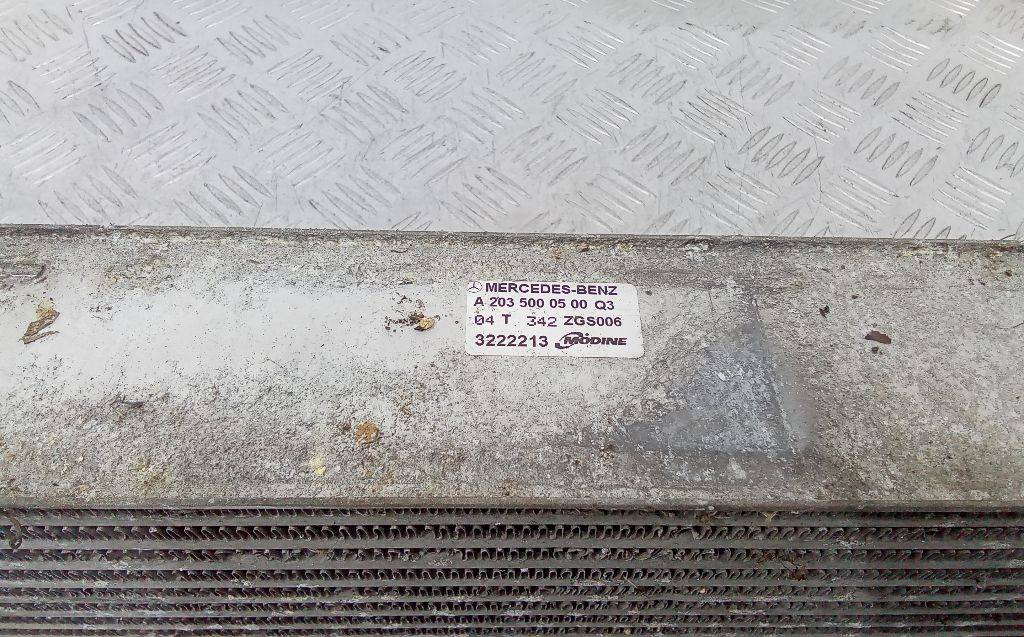 MERCEDES-BENZ
A 203 500 05 00 Q3
04 T 342 ZGS006
3222213 MODINE